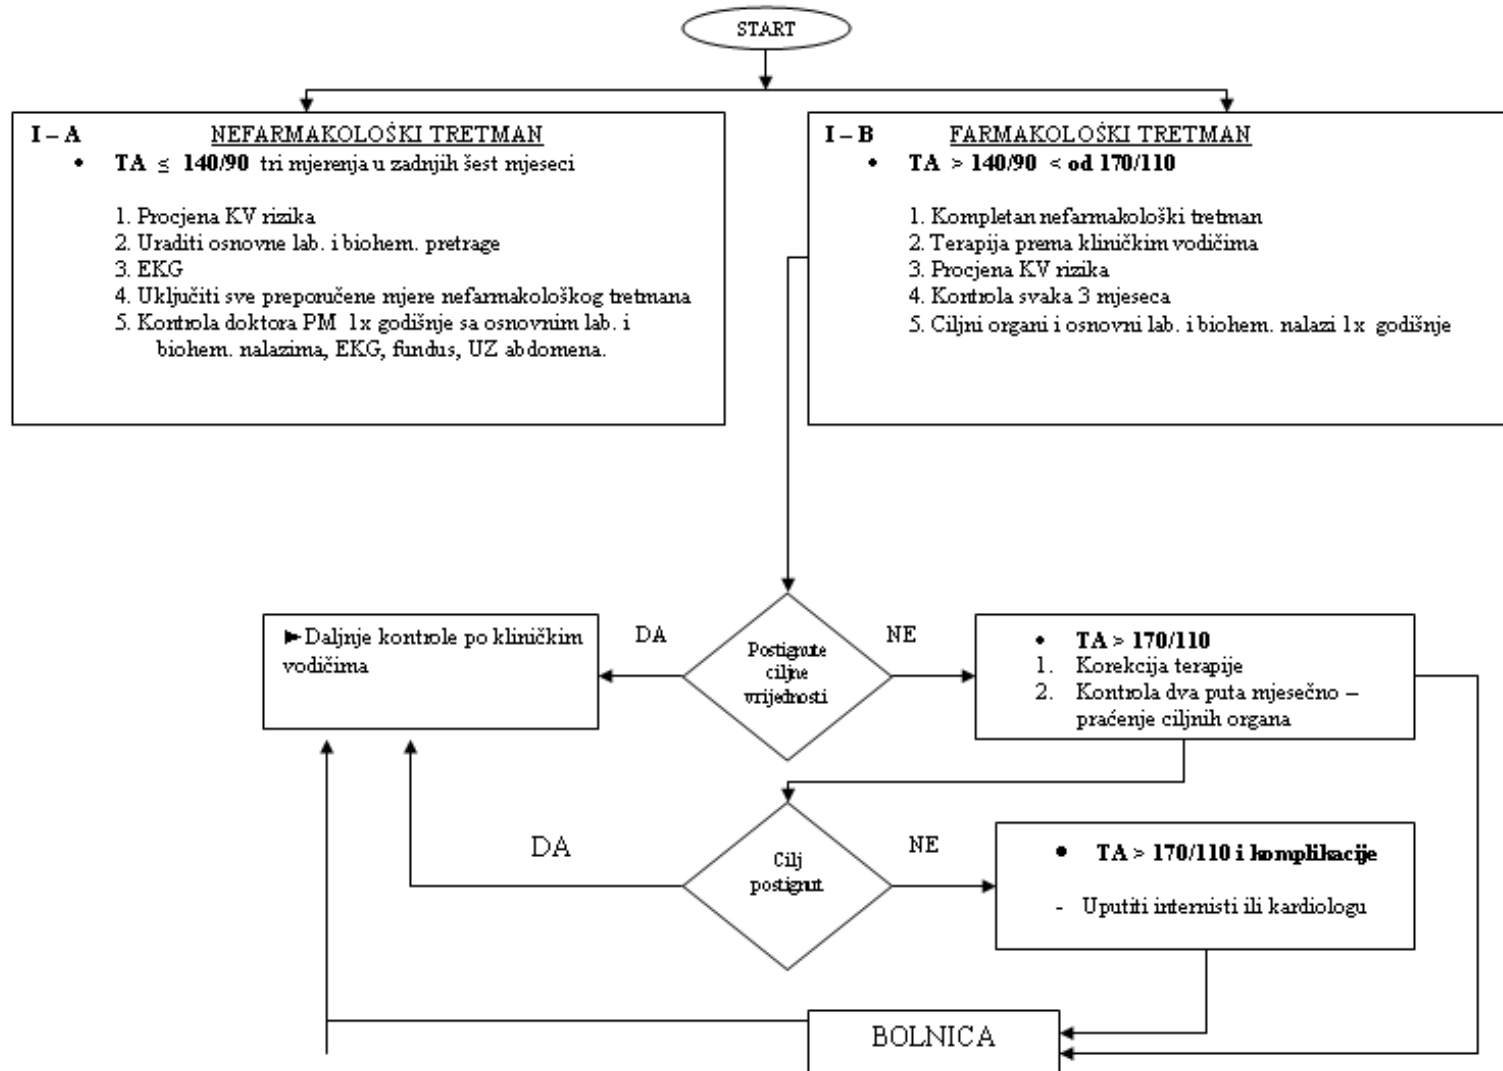 START
I – A NEFARMAKOLOŠKI TRETMAN
• TA ≤ 140/90 tri mjerenja u zadnjih šest mjeseci
1. Procjena KV rizika
2. Uraditi osnovne lab. i biohem. pretrage
3. EKG
4. Uključiti sve preporučene mjere nefarmakološkog tretmana
5. Kontrola doktora PM 1x godišnje sa osnovnim lab. i
biohem. nalazima, EKG, fundus, UZ abdomena.
I – B FARMAKOLOŠKI TRETMAN
• TA > 140/90 < od 170/110
1. Kompletan nefarmakološki tretman
2. Terapija prema kliničkim vodičima
3. Procjena KV rizika
4. Kontrola svaka 3 mjeseca
5. Ciljni organi i osnovni lab. i biohem. nalazi 1x godišnje
►Daljnje kontrole po kliničkim
vodičima
DA
Postignute
ciljne
vrijednosti
NE
• TA > 170/110
1. Korekcija terapije
2. Kontrola dva puta mjesečno –
praćenje ciljnih organa
DA
Cilj
postignut
NE
• TA > 170/110 i komplikacije
- Uputiti internisti ili kardiologu
BOLNICA